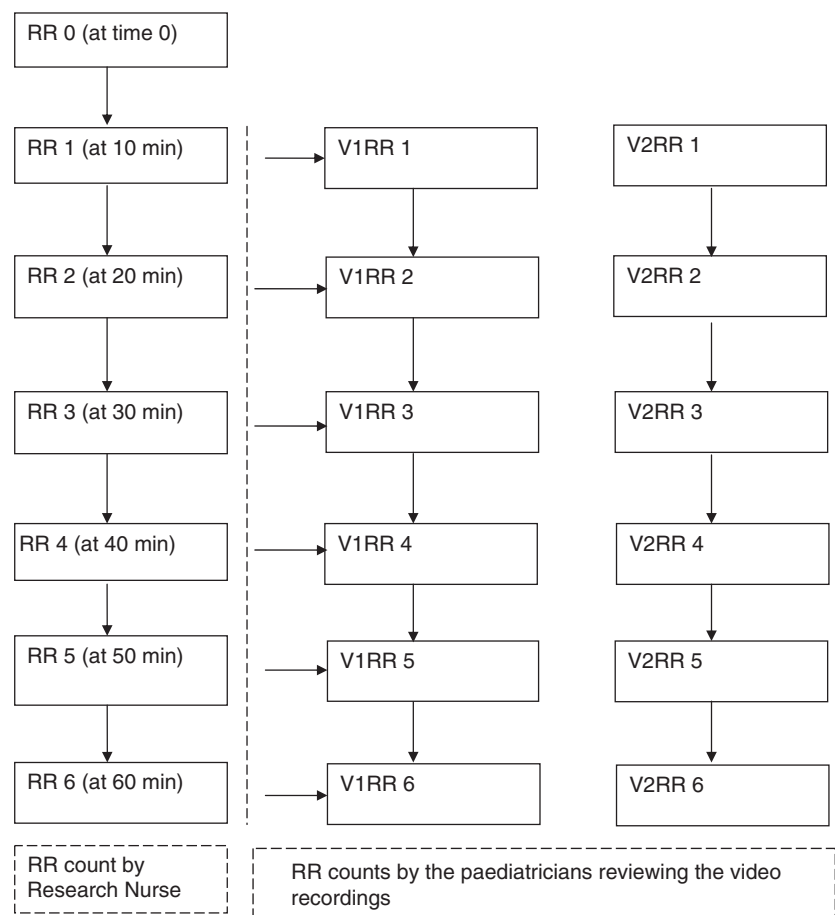 RR 0 (at time 0)
RR 1 (at 10 min)
V1RR 1
V2RR 1
RR 2 (at 20 min)
V1RR 2
V2RR 2
RR 3 (at 30 min)
V1RR 3
V2RR 3
RR 4 (at 40 min)
V1RR 4
V2RR 4
RR 5 (at 50 min)
V1RR 5
V2RR 5
RR 6 (at 60 min)
V1RR 6
V2RR 6
RR count by
Research Nurse
RR counts by the paediatricians reviewing the video
recordings